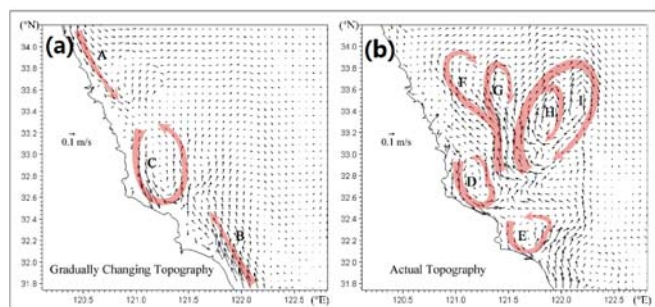 (°N)
(a)
34.0
33.8
33.6
33.4
33.2
33.0
32.8
32.6
32.4
32.2
32.0
31.8
A
C
B
0.1 m/s
Gradually Changing Topography
120.5
121.0
121.5
122.0
122.5
(°E)
(°N)
(b)
34.0
33.8
33.6
33.4
33.2
33.0
32.8
32.6
32.4
32.2
32.0
31.8
F
G
H
I
D
E
0.1 m/s
Actual Topography
120.5
121.0
121.5
122.0
122.5
(°E)